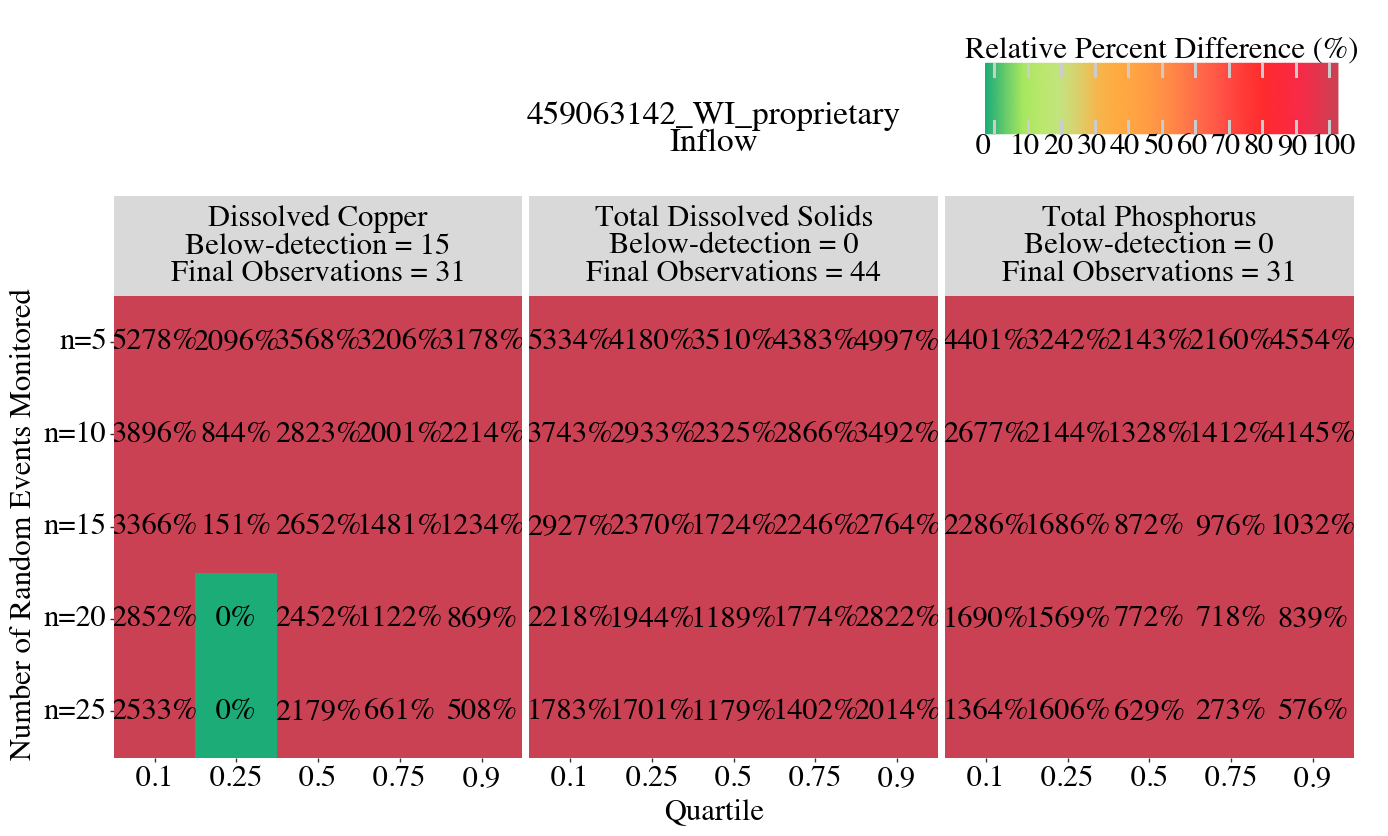 Relative Percent Difference (%)
0 10 20 30 40 50 60 70 80 90 100
459063142_WI_proprietary
Inflow
Dissolved Copper
Below-detection = 15
Final Observations = 31
Total Dissolved Solids
Below-detection = 0
Final Observations = 44
Total Phosphorus
Below-detection = 0
Final Observations = 31
Number of Random Events Monitored
n=5 5278% 2096% 3568% 3206% 3178% 5334% 4180% 3510% 4383% 4997% 4401% 3242% 2143% 2160% 4554%
n=10 3896% 844% 2823% 2001% 2214% 3743% 2933% 2325% 2866% 3492% 2677% 2144% 1328% 1412% 4145%
n=15 3366% 151% 2652% 1481% 1234% 2927% 2370% 1724% 2246% 2764% 2286% 1686% 872% 976% 1032%
n=20 2852% 0% 2452% 1122% 869% 2218% 1944% 1189% 1774% 2822% 1690% 1569% 772% 718% 839%
n=25 2533% 0% 2179% 661% 508% 1783% 1701% 1179% 1402% 2014% 1364% 1606% 629% 273% 576%
0.1 0.25 0.5 0.75 0.9 0.1 0.25 0.5 0.75 0.9 0.1 0.25 0.5 0.75 0.9
Quartile